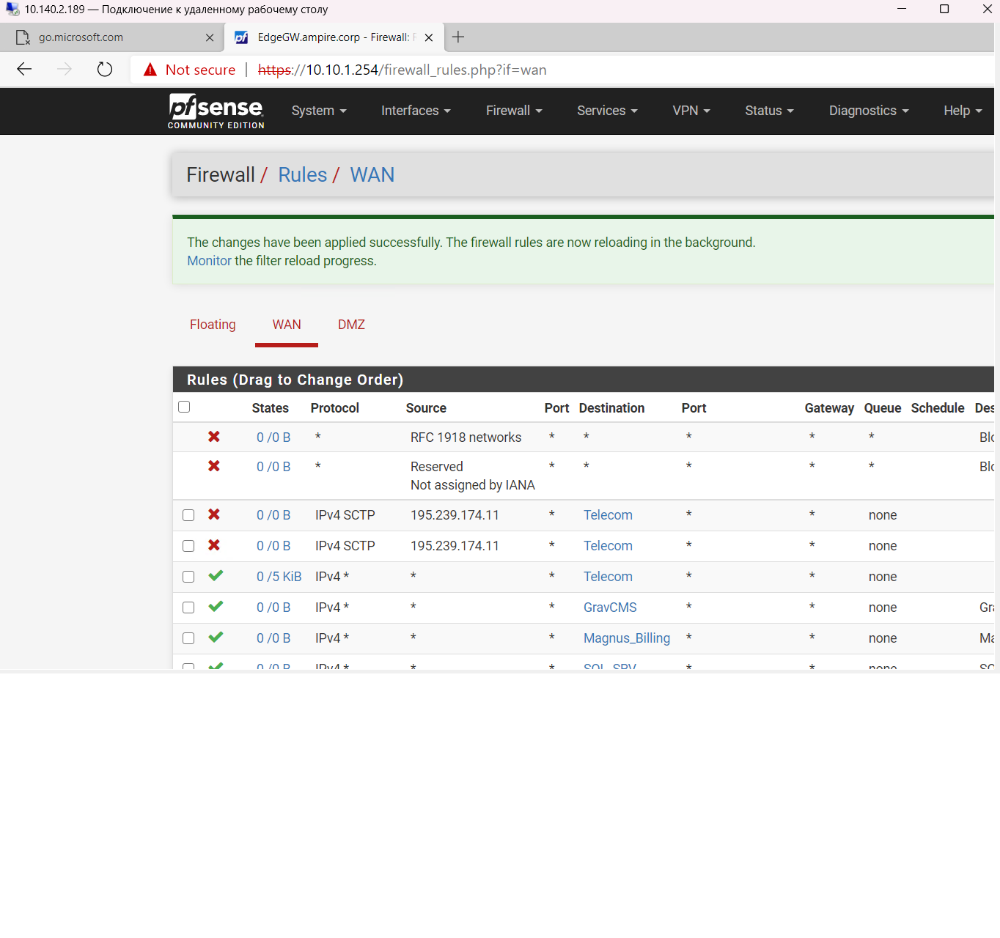 10.140.2.189 — Подключение к удаленному рабочему столу
go.microsoft.com
EdgeGW.ampire.corp - Firewall:
Not secure | https://10.10.1.254/firewall_rules.php?if=wan
pfsense COMMUNITY EDITION
System Interfaces Firewall Services VPN Status Diagnostics Help
Firewall / Rules / WAN
The changes have been applied successfully. The firewall rules are now reloading in the background.
Monitor the filter reload progress.
Floating WAN DMZ
Rules (Drag to Change Order)
States Protocol Source Port Destination Port Gateway Queue Schedule Des
0 /0 B * RFC 1918 networks * * * * * Blo
0 /0 B * Reserved * * * * * Blo
Not assigned by IANA
0 /0 B IPv4 SCTP 195.239.174.11 * Telecom * * none
0 /0 B IPv4 SCTP 195.239.174.11 * Telecom * * none
0 /5 KiB IPv4 * * * Telecom * * none
0 /0 B IPv4 * * * GravCMS * * none Gra
0 /0 B IPv4 * * * Magnus_Billing * * none Ma
0 /0 B IPv4 * * * SQL_SRV * * none SQ